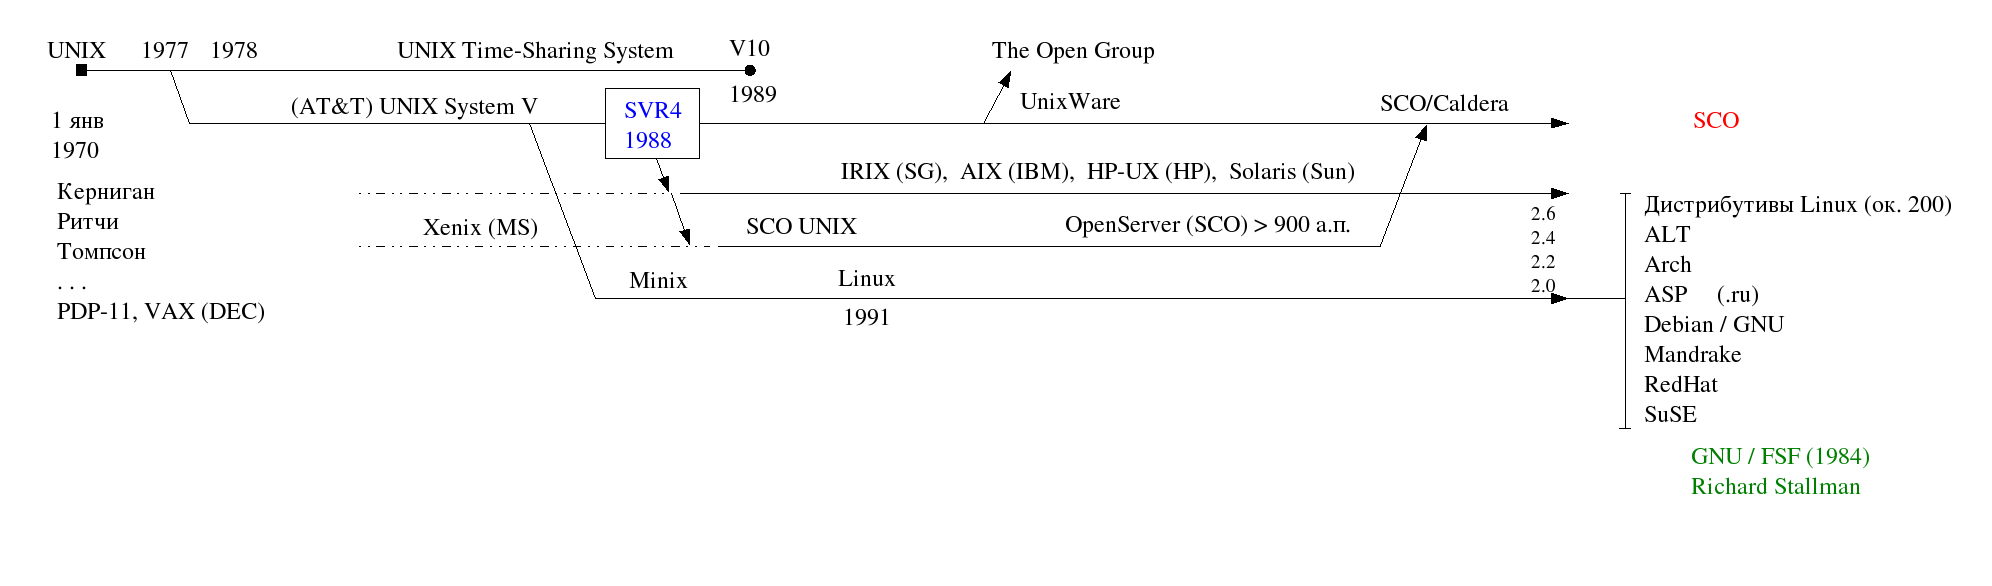 UNIX 1977 1978 UNIX Time-Sharing System V10 The Open Group
1989
(AT&T) UNIX System V SVR4 UnixWare SCO/Caldera
1988
1 янв SCO
1970
IRIX (SG), AIX (IBM), HP-UX (HP), Solaris (Sun)
Керниган
Ритчи
Томпсон
. . .
PDP-11, VAX (DEC)
Xenix (MS) SCO UNIX OpenServer (SCO) > 900 а.п.
Minix Linux
1991
2.6
2.4
2.2
2.0
Дистрибутивы Linux (ок. 200)
ALT
Arch
ASP (.ru)
Debian / GNU
Mandrake
RedHat
SuSE
GNU / FSF (1984)
Richard Stallman